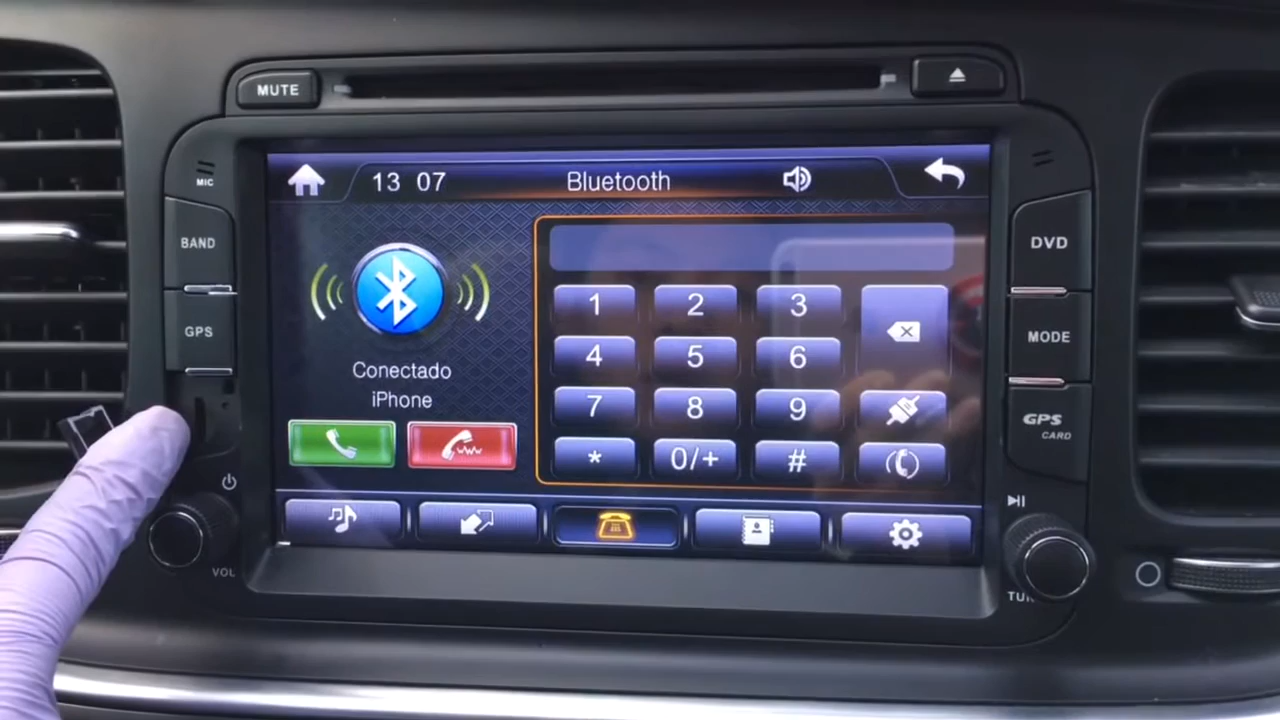 MUTE
MIC
13 07
Bluetooth
BAND
DVD
1
2
3
GPS
MODE
Conectado
iPhone
4
5
6
7
8
9
GPS
CARD
*
0/+
#
VOL